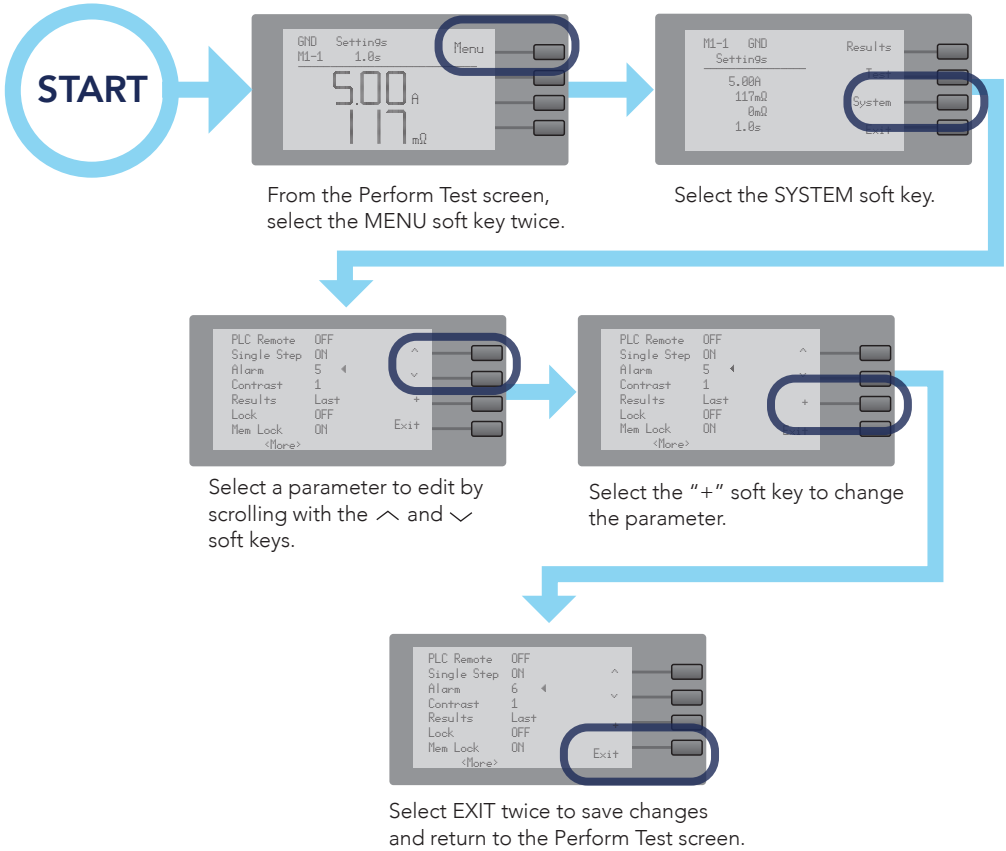 START
GND Settings Menu
M1-1 1.0s
5.00 A
117 mΩ
From the Perform Test screen,
select the MENU soft key twice.
M1-1 GND Results
Settings
5.00A Test
117mΩ System
0mΩ
1.0s Exit
Select the SYSTEM soft key.
PLC Remote OFF
Single Step ON ^
Alarm 5 ◂ ⌄
Contrast 1
Results Last +
Lock OFF
Mem Lock ON Exit
<More>
Select a parameter to edit by
scrolling with the ︿ and ﹀
soft keys.
PLC Remote OFF
Single Step ON ^
Alarm 5 ◂ ⌄
Contrast 1
Results Last +
Lock OFF
Mem Lock ON Exit
<More>
Select the “+” soft key to change
the parameter.
PLC Remote OFF
Single Step ON ^
Alarm 6 ◂
Contrast 1 ⌄
Results Last
Lock OFF +
Mem Lock ON Exit
<More>
Select EXIT twice to save changes
and return to the Perform Test screen.